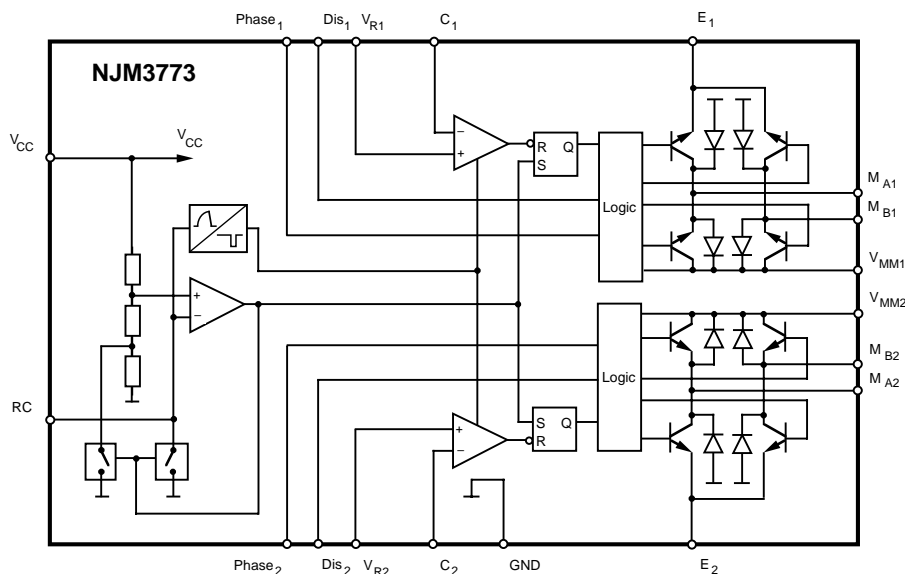 Phase1 Dis1 VR1 C1 E1
NJM3773
VCC
VCC
R Q
S
–
+
MA1
MB1
Logic
VMM1
+
–
VMM2
Logic
MB2
MA2
RC
S Q
R
+
–
Phase2 Dis2 VR2 C2 GND E2